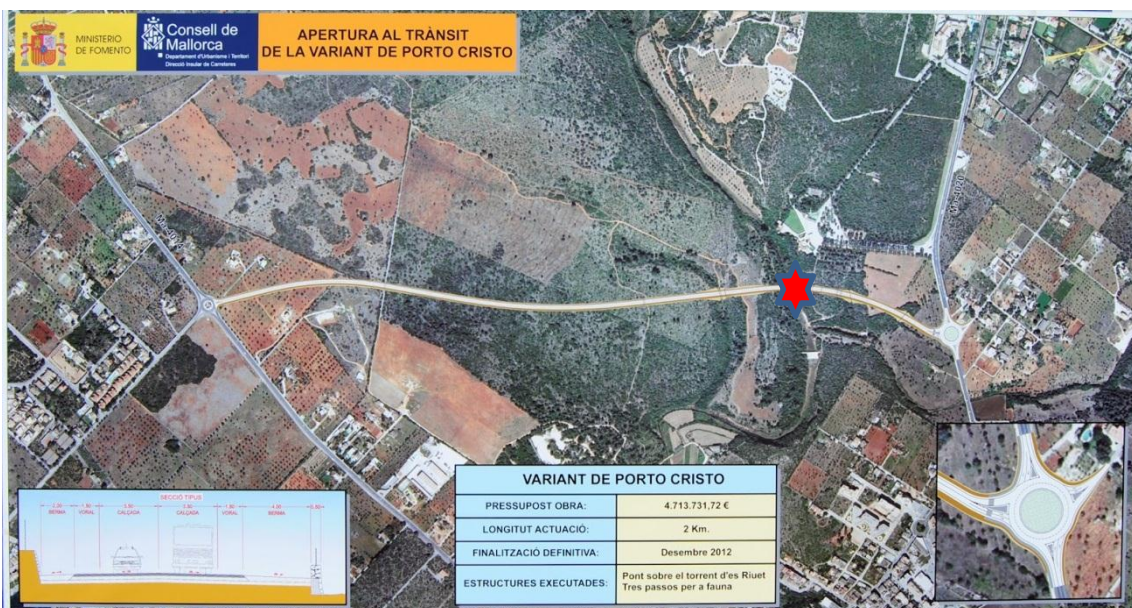 MINISTERIO
DE FOMENTO
Consell de
Mallorca
Departament d'Urbanisme i Territori
Direcció Insular de Carreteres
APERTURA AL TRÀNSIT
DE LA VARIANT DE PORTO CRISTO
SECCIÓ TIPUS
BERMA VORAL CALÇADA CALÇADA VORAL BERMA
VARIANT DE PORTO CRISTO
PRESSUPOST OBRA: 4.713.731,72 €
LONGITUT ACTUACIÓ: 2 Km.
FINALITZACIÓ DEFINITIVA: Desembre 2012
ESTRUCTURES EXECUTADES: Pont sobre el torrent d'es Riuet
Tres passos per a fauna